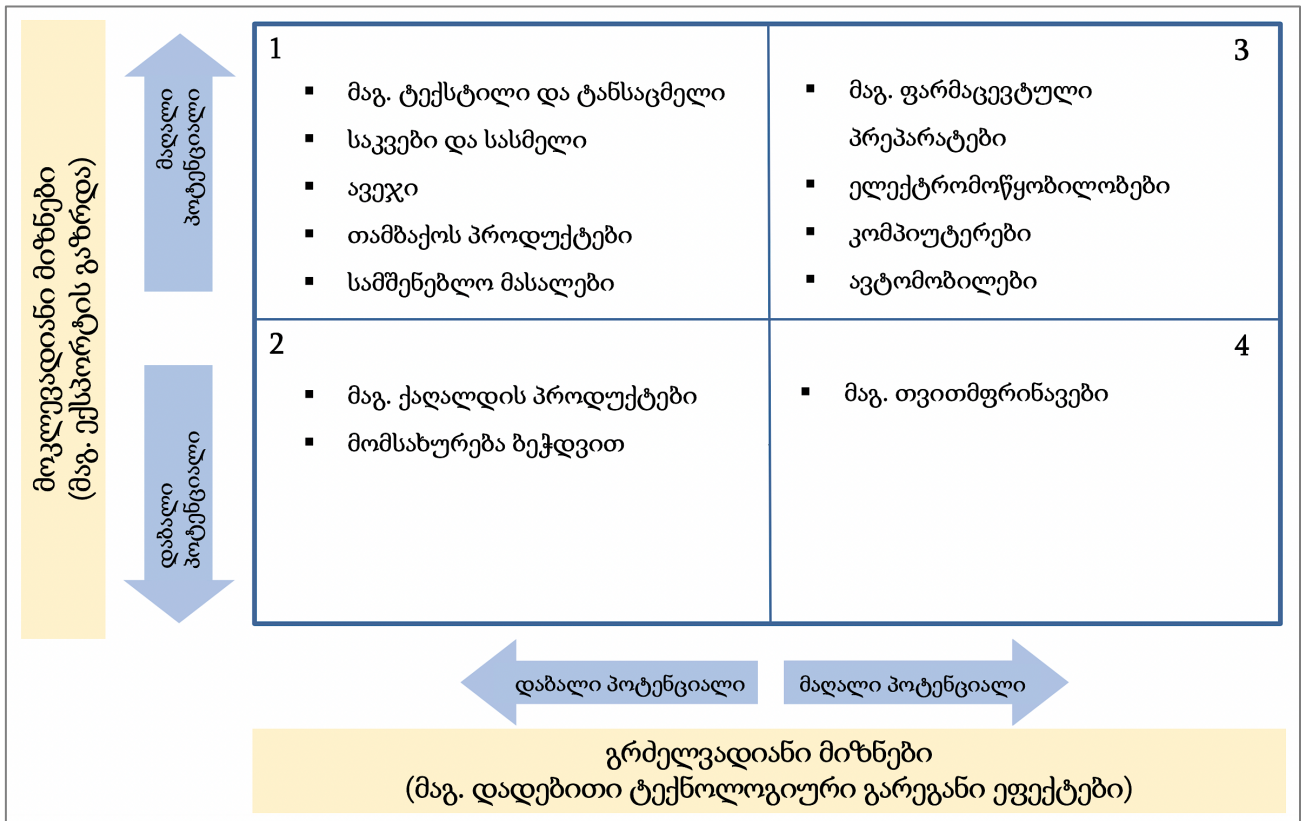 მოკლევადიანი მიზნები
(მაგ. ექსპორტის გაზრდა)
მაღალი
პოტენციალი
დაბალი
პოტენციალი
1
▪ მაგ. ტექსტილი და ტანსაცმელი
▪ საკვები და სასმელი
▪ ავეჯი
▪ თამბაქოს პროდუქტები
▪ სამშენებლო მასალები
3
▪ მაგ. ფარმაცევტული
პრეპარატები
▪ ელექტრომოწყობილობები
▪ კომპიუტერები
▪ ავტომობილები
2
▪ მაგ. ქაღალდის პროდუქტები
▪ მომსახურება ბეჭდვით
4
▪ მაგ. თვითმფრინავები
დაბალი პოტენციალი
მაღალი პოტენციალი
გრძელვადიანი მიზნები
(მაგ. დადებითი ტექნოლოგიური გარეგანი ეფექტები)